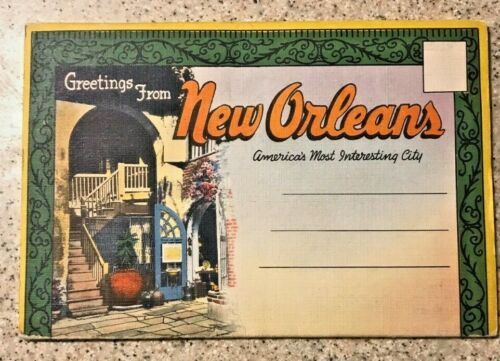 Greetings From
New Orleans
America's Most Interesting City